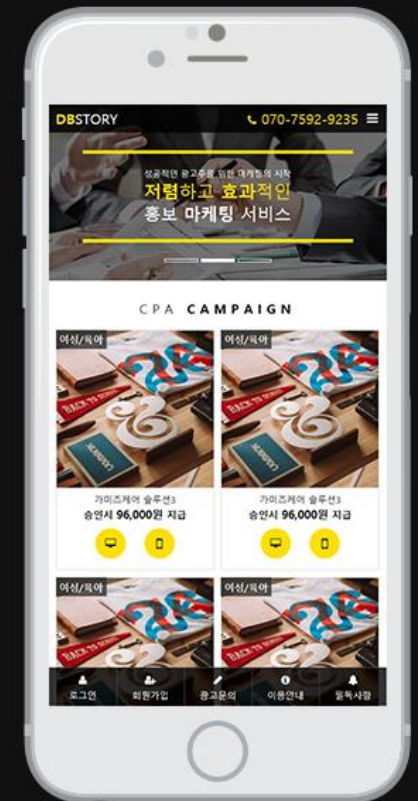 DBSTORY
070-7592-9235
성공적인 광고주를 위한 마케팅의 시작
저렴하고 효과적인
홍보 마케팅 서비스
CPA CAMPAIGN
여성/육아
여성/육아
BACK TO
BACK TO
가미즈케어 솔루션3
가미즈케어 솔루션3
승인시 96,000원 지급
승인시 96,000원 지급
여성/육아
여성/육아
로그인
회원가입
광고문의
이용안내
필독사항